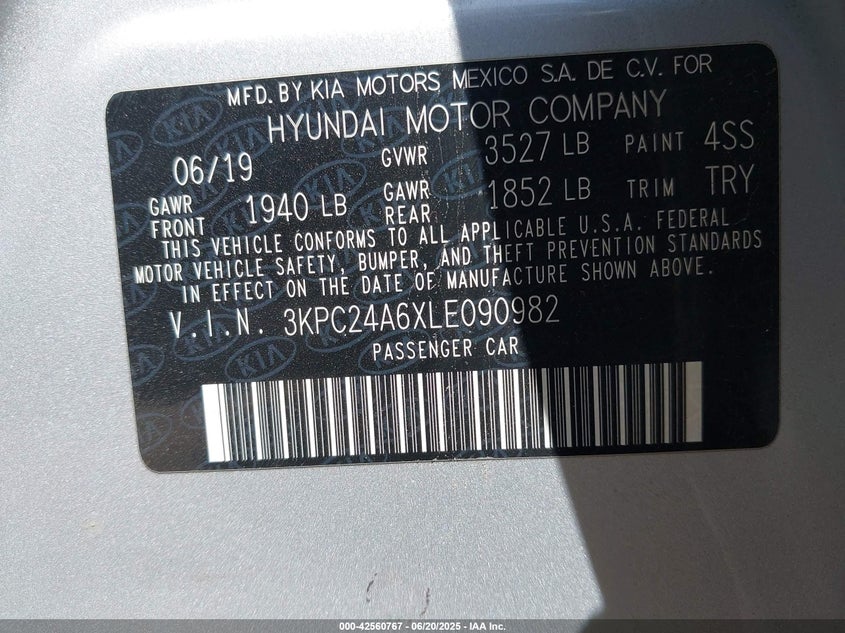 MFD. BY KIA MOTORS MEXICO S.A. DE C.V. FOR
HYUNDAI MOTOR COMPANY
06/19 GVWR 3527 LB PAINT 4SS
GAWR FRONT 1940 LB GAWR REAR 1852 LB TRIM TRY
THIS VEHICLE CONFORMS TO ALL APPLICABLE U.S.A. FEDERAL
MOTOR VEHICLE SAFETY, BUMPER, AND THEFT PREVENTION STANDARDS
IN EFFECT ON THE DATE OF MANUFACTURE SHOWN ABOVE.
V.I.N. 3KPC24A6XLE090982
PASSENGER CAR
000-42560767 - 06/20/2025 - IAA Inc.